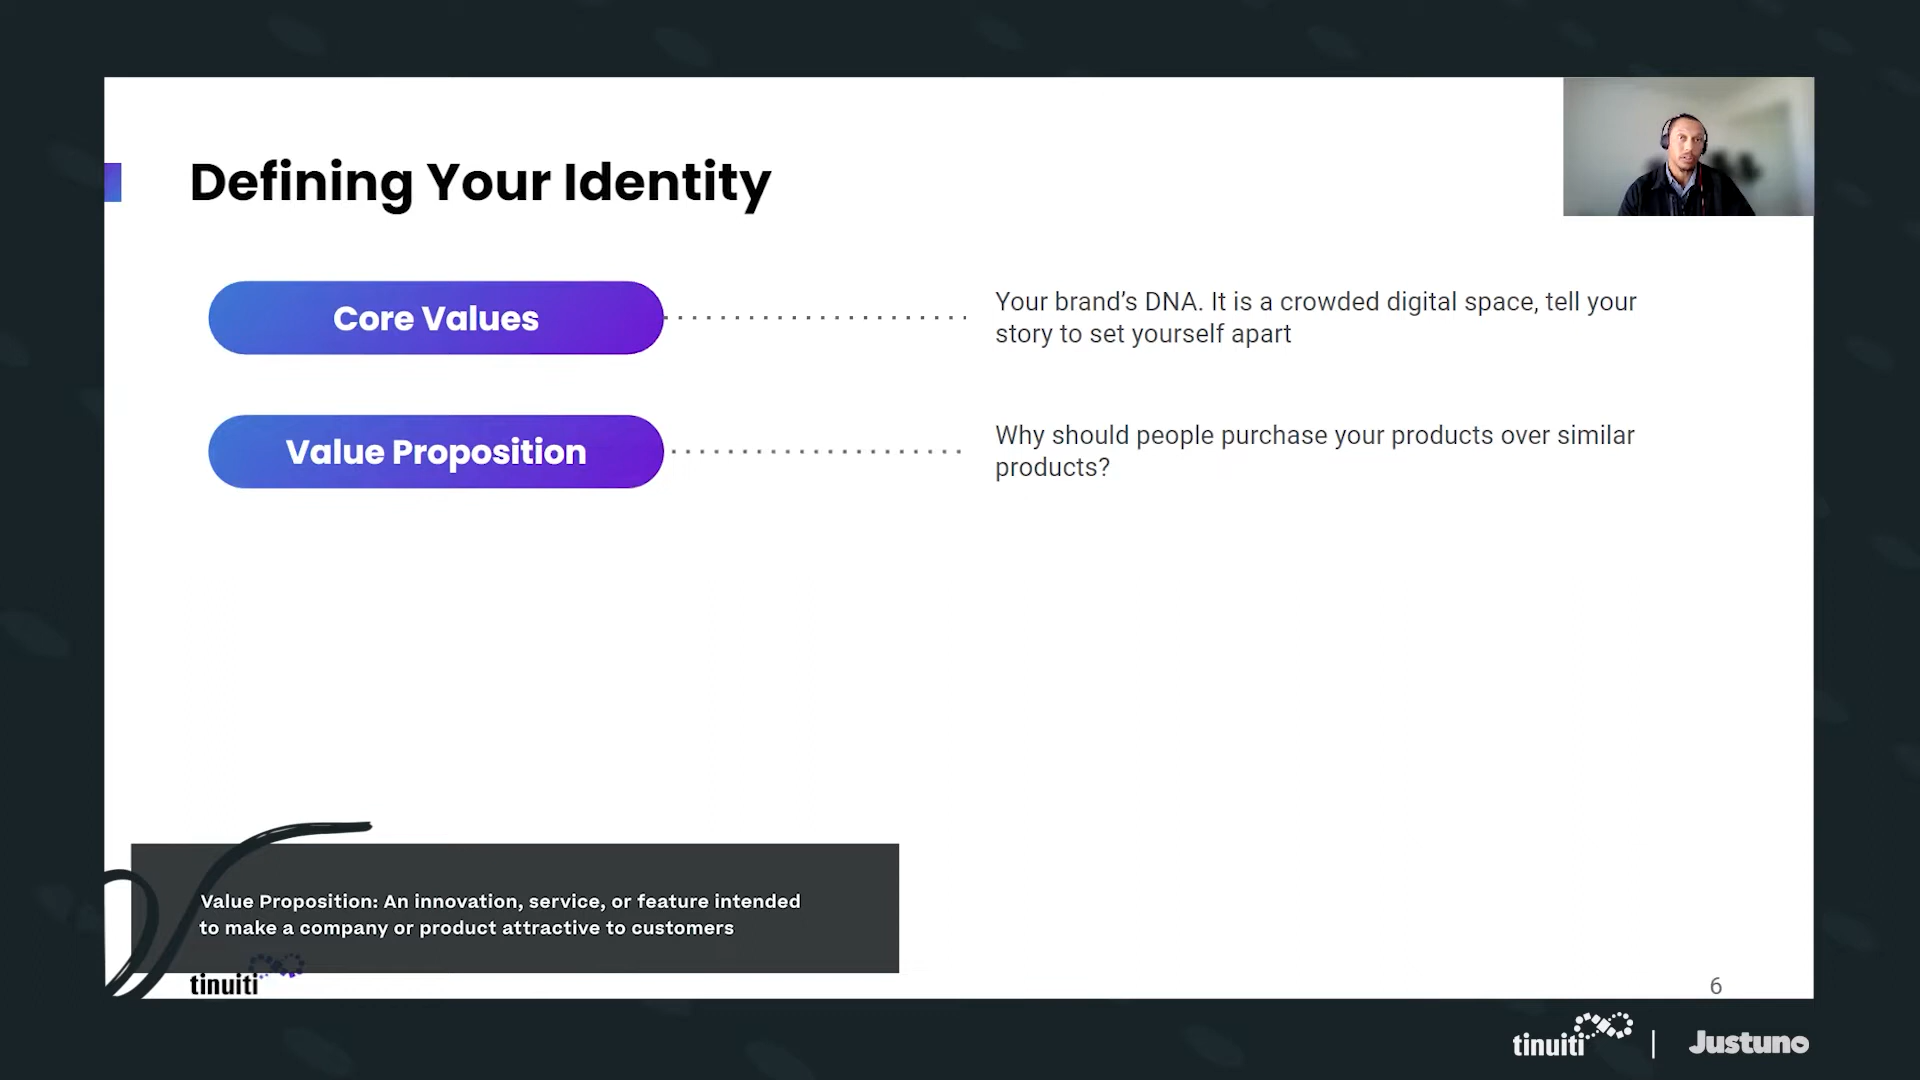 Defining Your Identity
Core Values
Your brand’s DNA. It is a crowded digital space, tell your
story to set yourself apart
Value Proposition
Why should people purchase your products over similar
products?
Value Proposition: An innovation, service, or feature intended
to make a company or product attractive to customers
tinuiti
6
tinuiti | Justuno